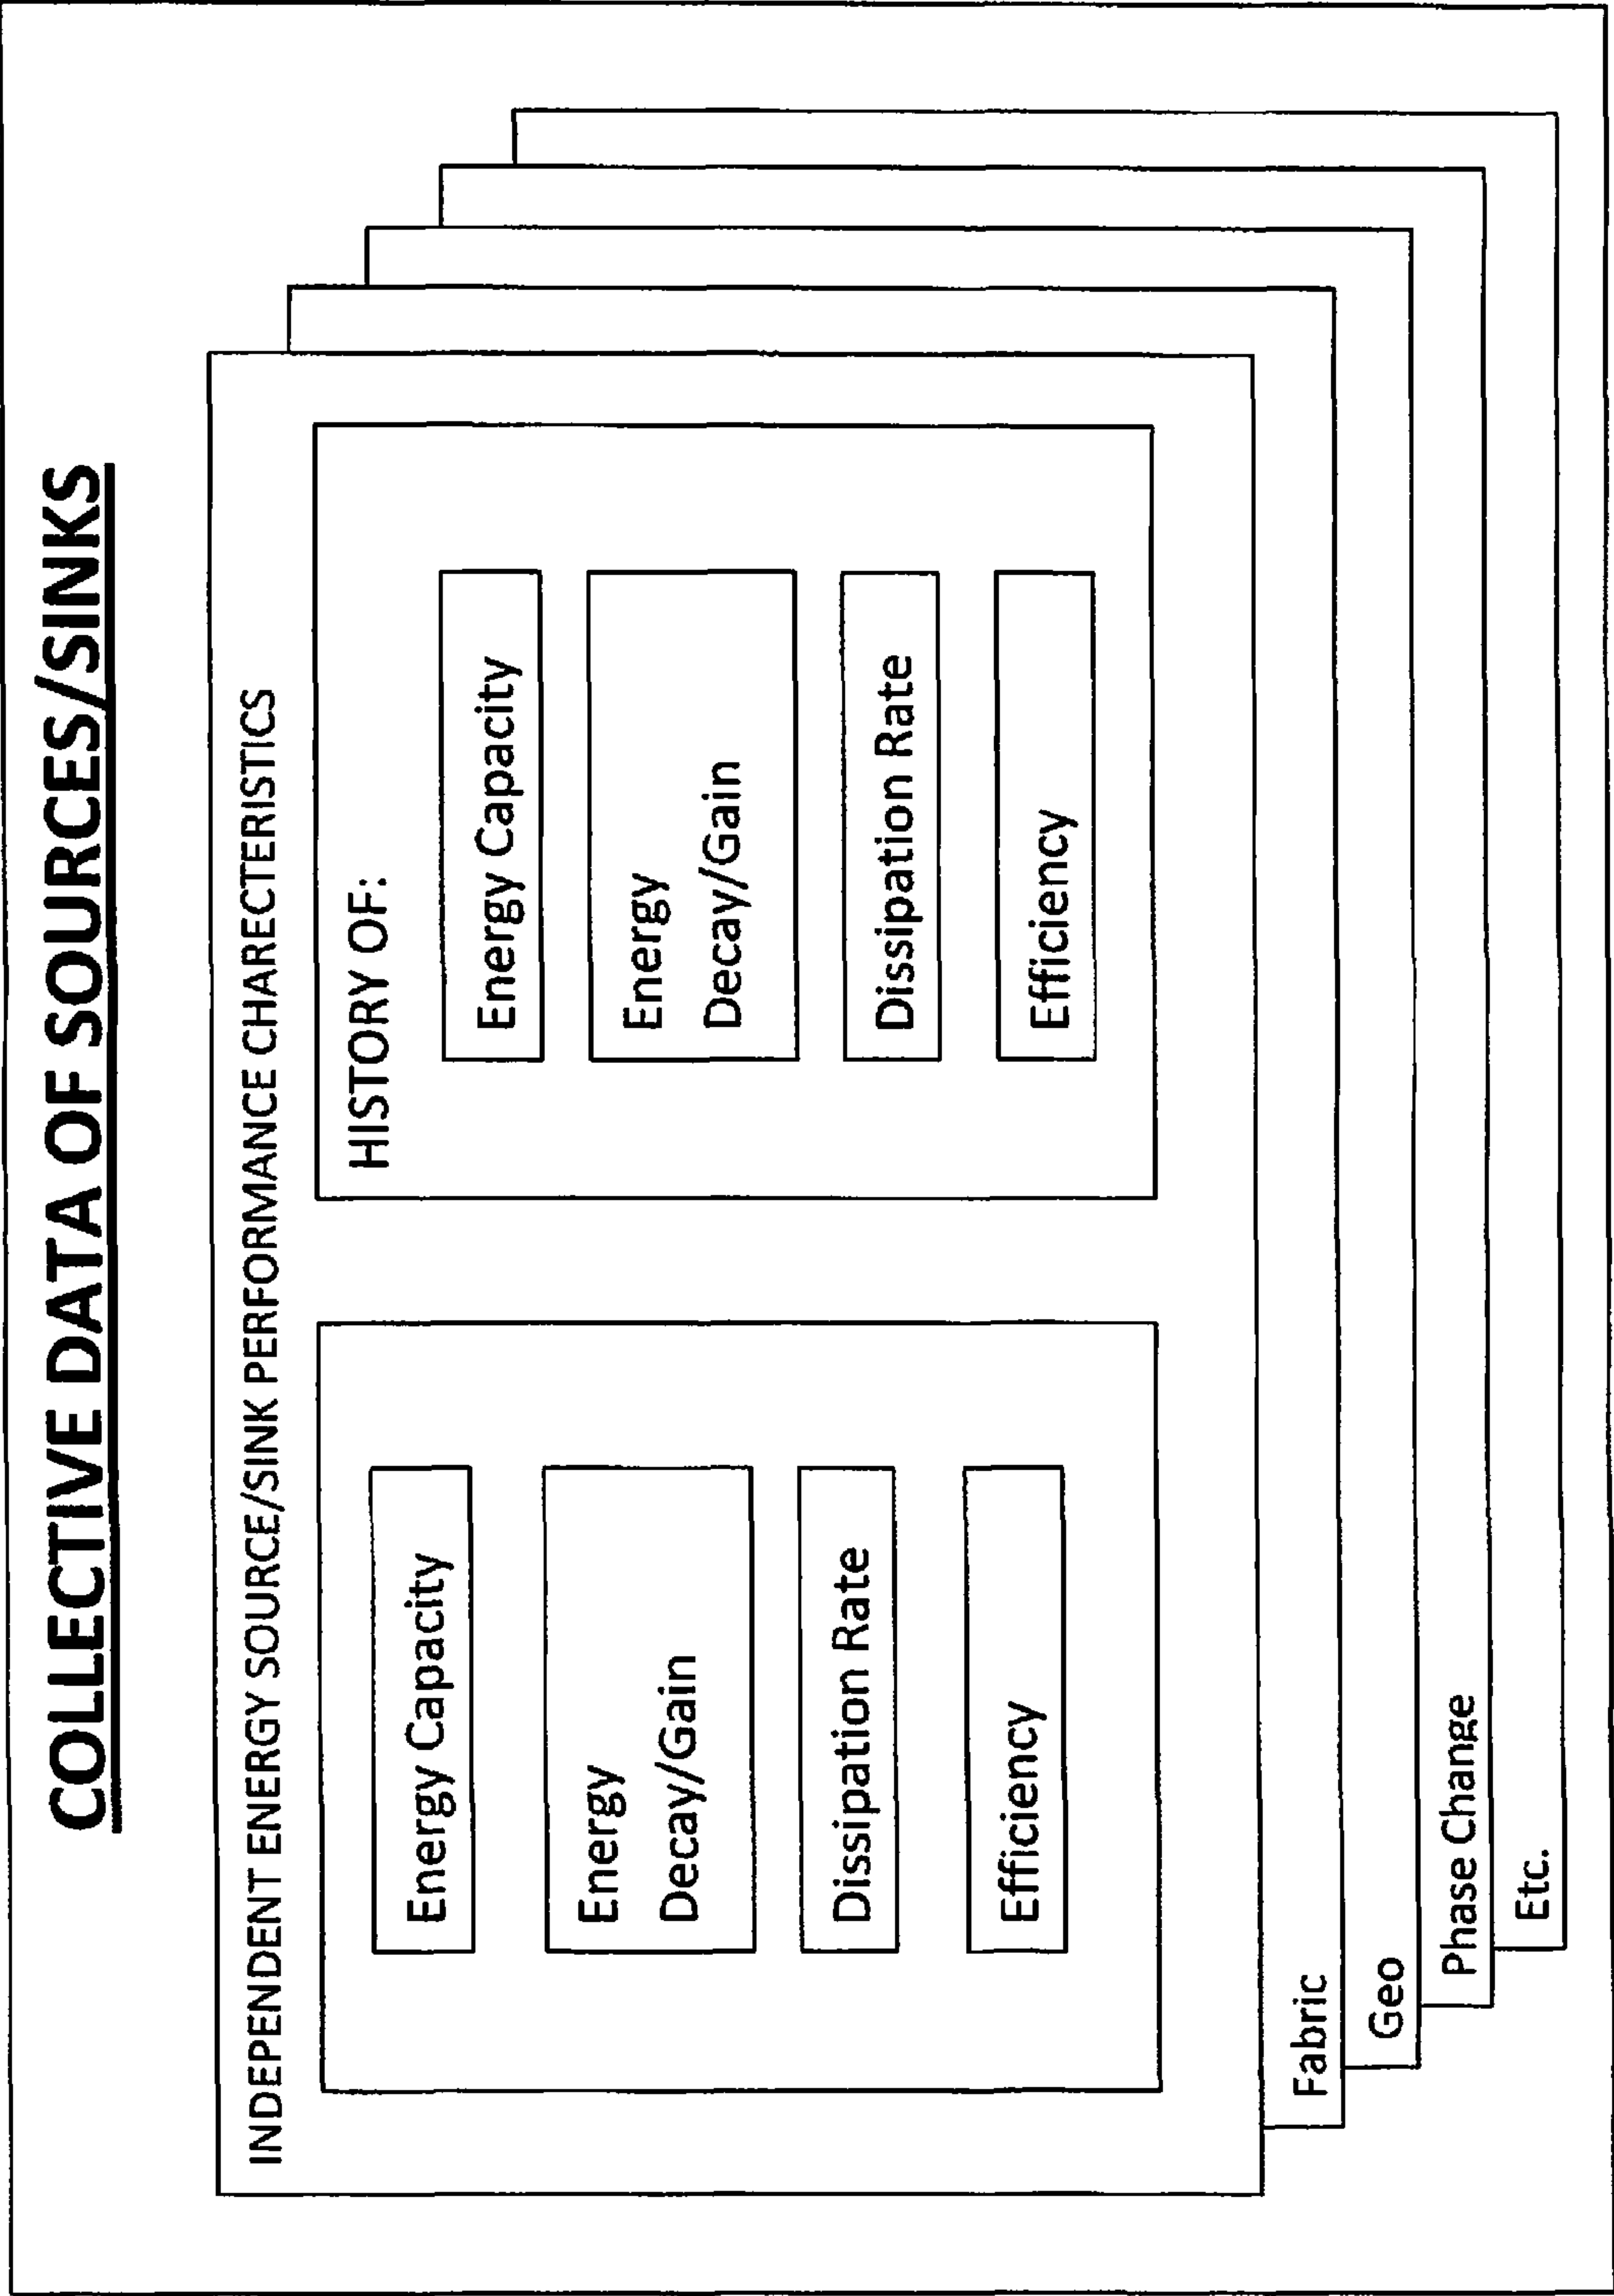 COLLECTIVE DATA OF SOURCES/SINKS
INDEPENDENT ENERGY SOURCE/SINK PERFORMANCE CHARECTERISTICS
Energy Capacity
Energy
Decay/Gain
Dissipation Rate
Efficiency
HISTORY OF:
Energy Capacity
Energy
Decay/Gain
Dissipation Rate
Efficiency
Fabric
Geo
Phase Change
Etc.